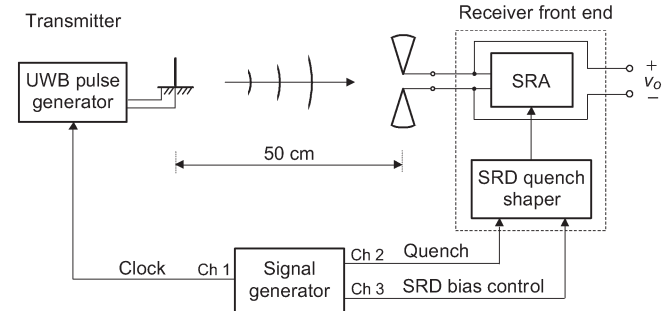 Receiver front end
Transmitter
UWB pulse
generator
SRA
+
vo
−
50 cm
SRD quench
shaper
Clock
Ch 1
Signal
generator
Ch 2
Quench
Ch 3
SRD bias control